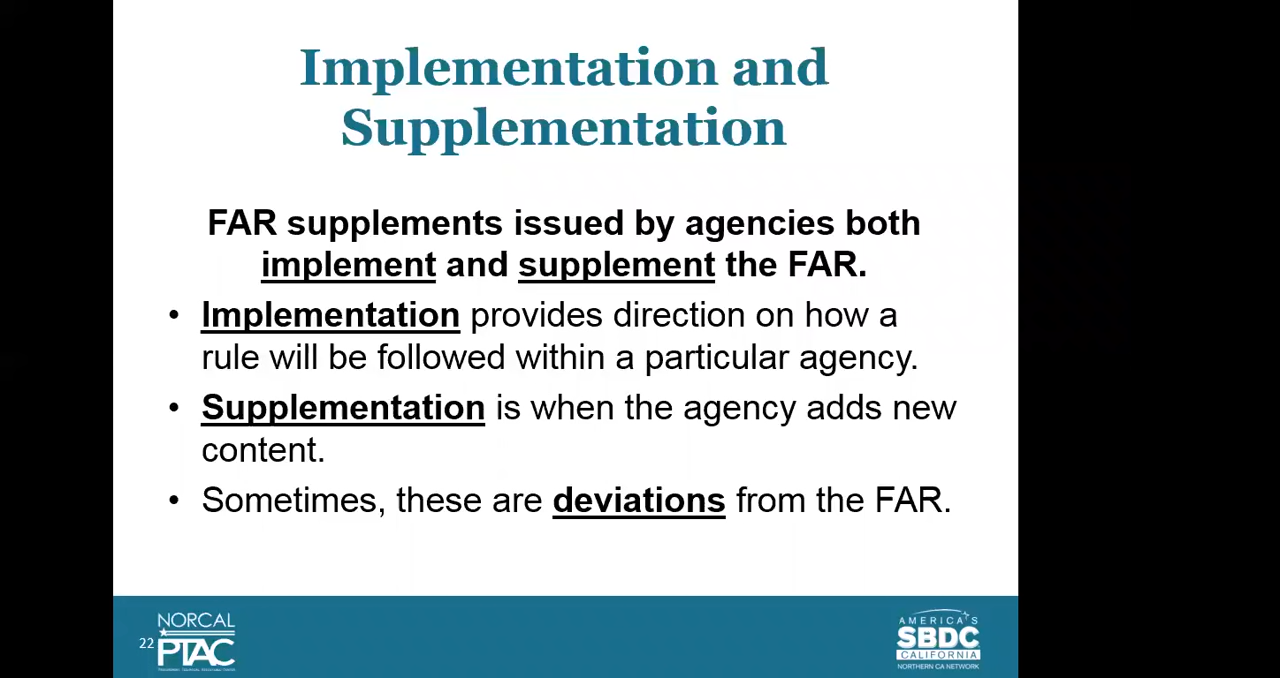 Implementation and
Supplementation
FAR supplements issued by agencies both
implement and supplement the FAR.
• Implementation provides direction on how a
rule will be followed within a particular agency.
• Supplementation is when the agency adds new
content.
• Sometimes, these are deviations from the FAR.
22
NORCAL
PTAC
AMERICA'S
SBDC
CALIFORNIA
NORTHERN CA NETWORK